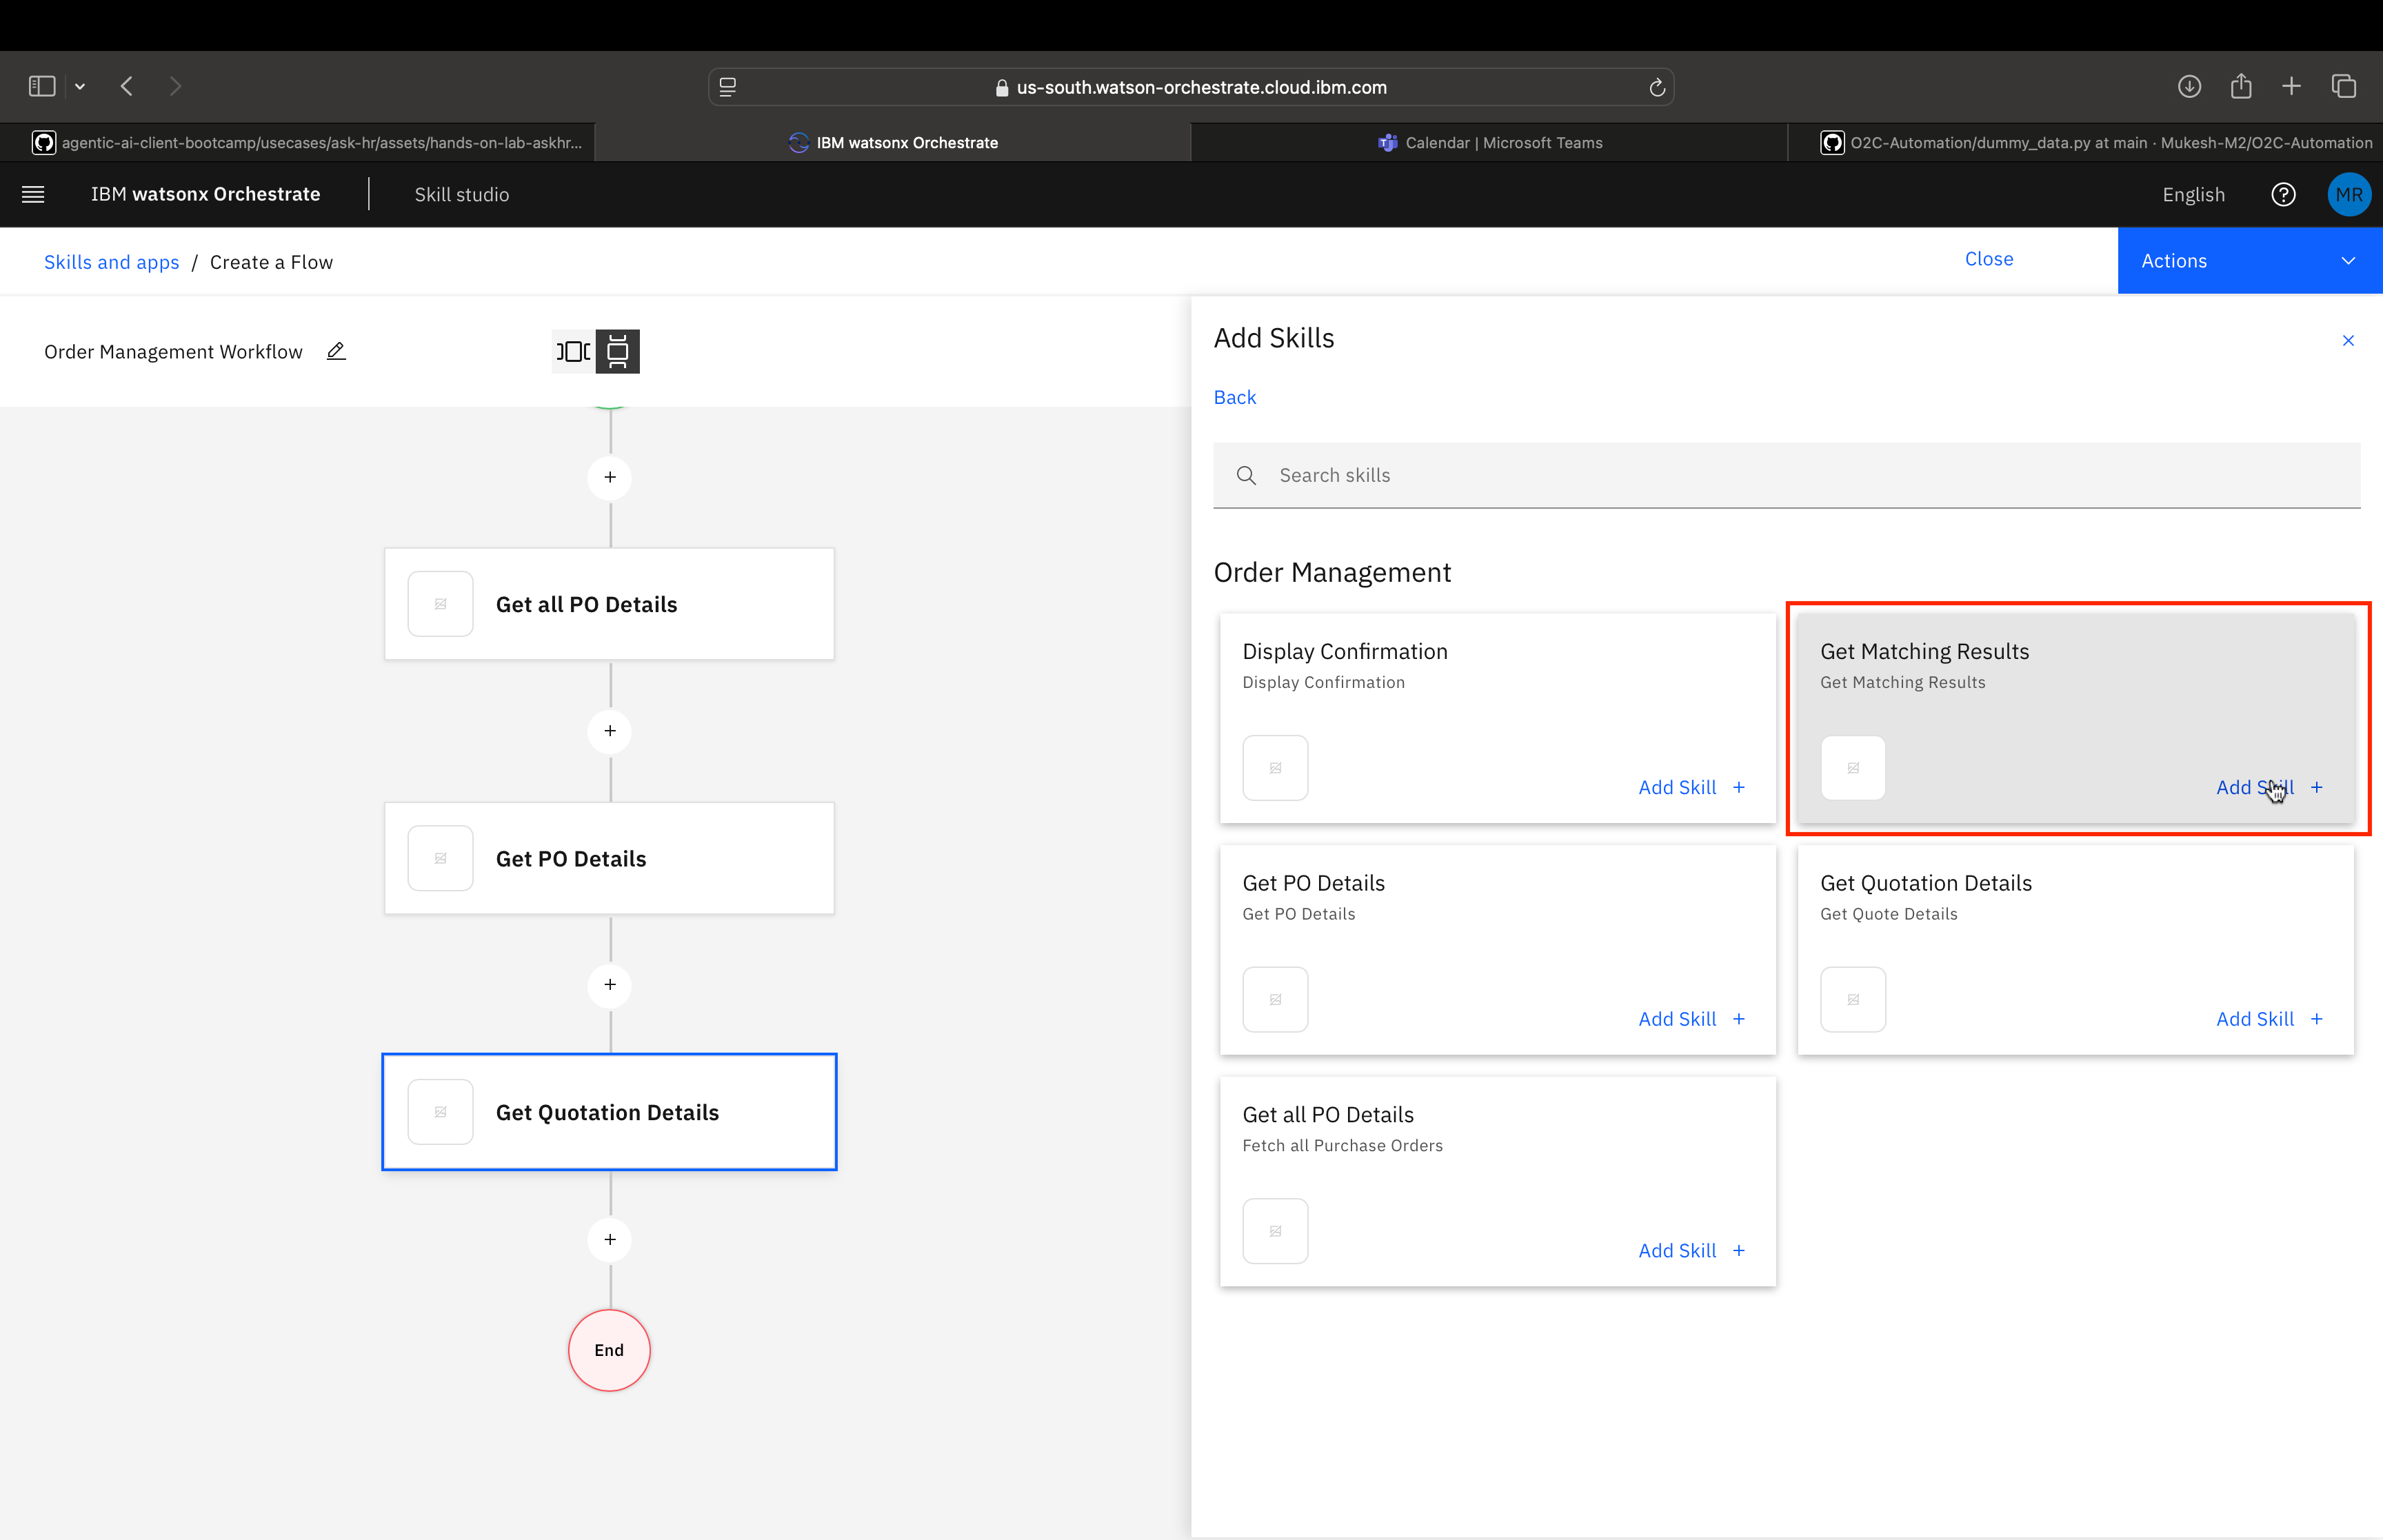 us-south.watson-orchestrate.cloud.ibm.com
agentic-ai-client-bootcamp/usecases/ask-hr/assets/hands-on-lab-askhr...
IBM watsonx Orchestrate
Calendar | Microsoft Teams
O2C-Automation/dummy_data.py at main · Mukesh-M2/O2C-Automation
IBM watsonx Orchestrate
Skill studio
English
MR
Skills and apps / Create a Flow
Close
Actions
Order Management Workflow
Get all PO Details
Get PO Details
Get Quotation Details
End
Add Skills
Back
Search skills
Order Management
Display Confirmation
Display Confirmation
Add Skill +
Get Matching Results
Get Matching Results
Add Skill +
Get PO Details
Get PO Details
Add Skill +
Get Quotation Details
Get Quote Details
Add Skill +
Get all PO Details
Fetch all Purchase Orders
Add Skill +